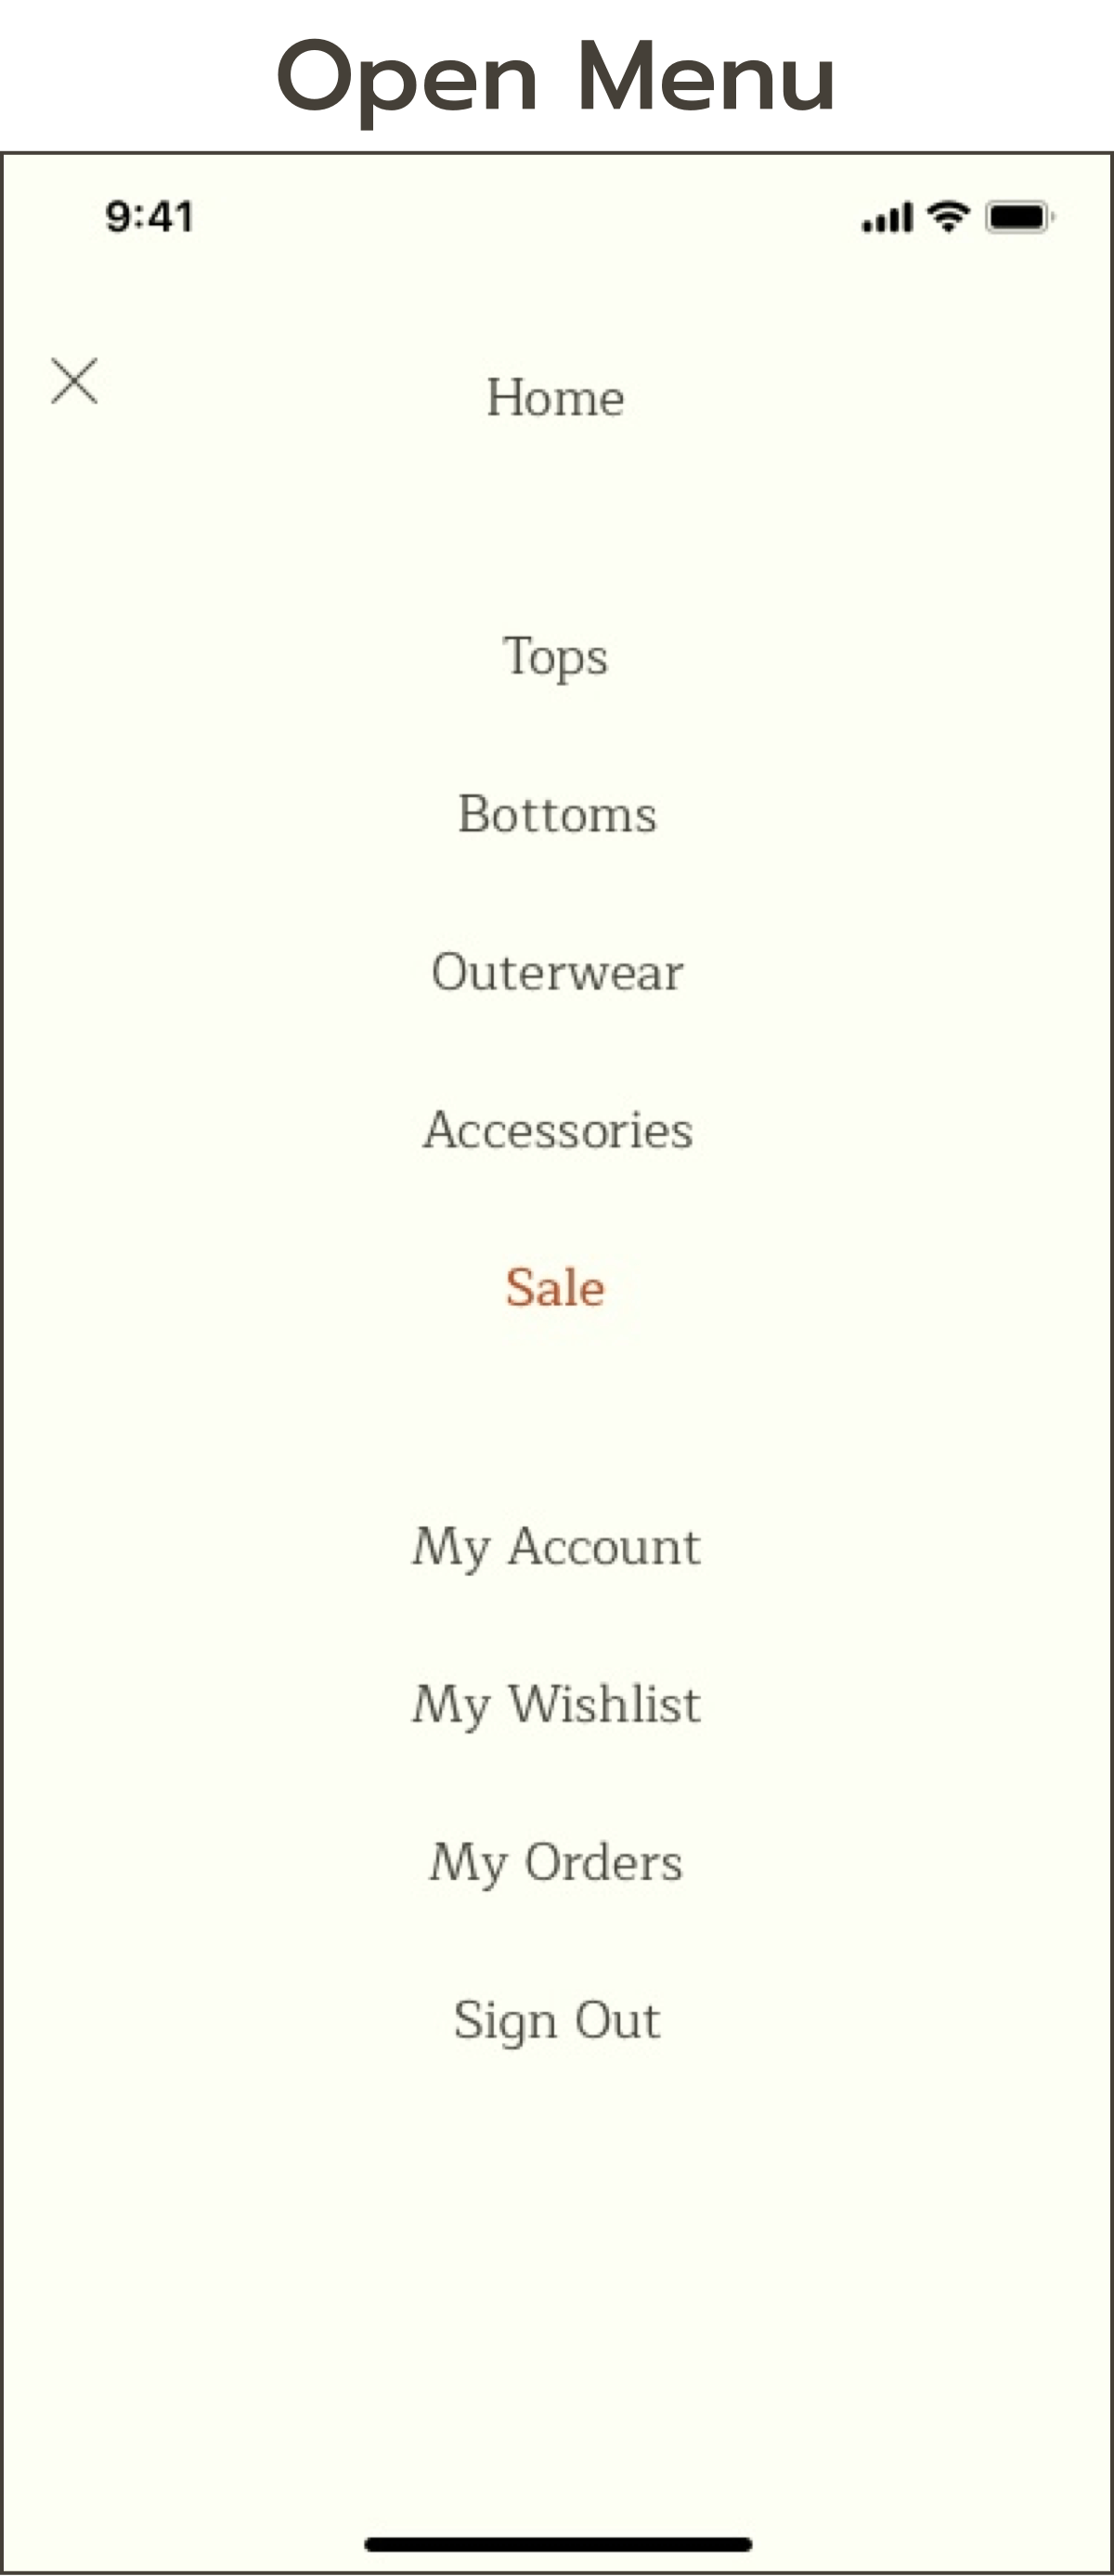 Open Menu
9:41
Home
Tops
Bottoms
Outerwear
Accessories
Sale
My Account
My Wishlist
My Orders
Sign Out